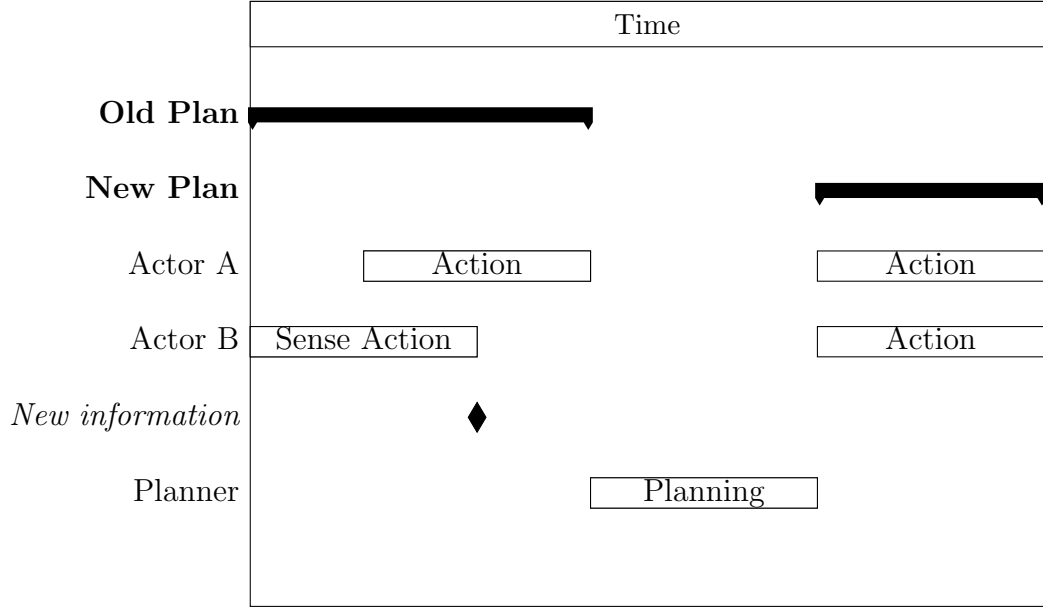 Time
Old Plan
New Plan
Actor A Action Action
Actor B Sense Action Action
New information
Planner Planning